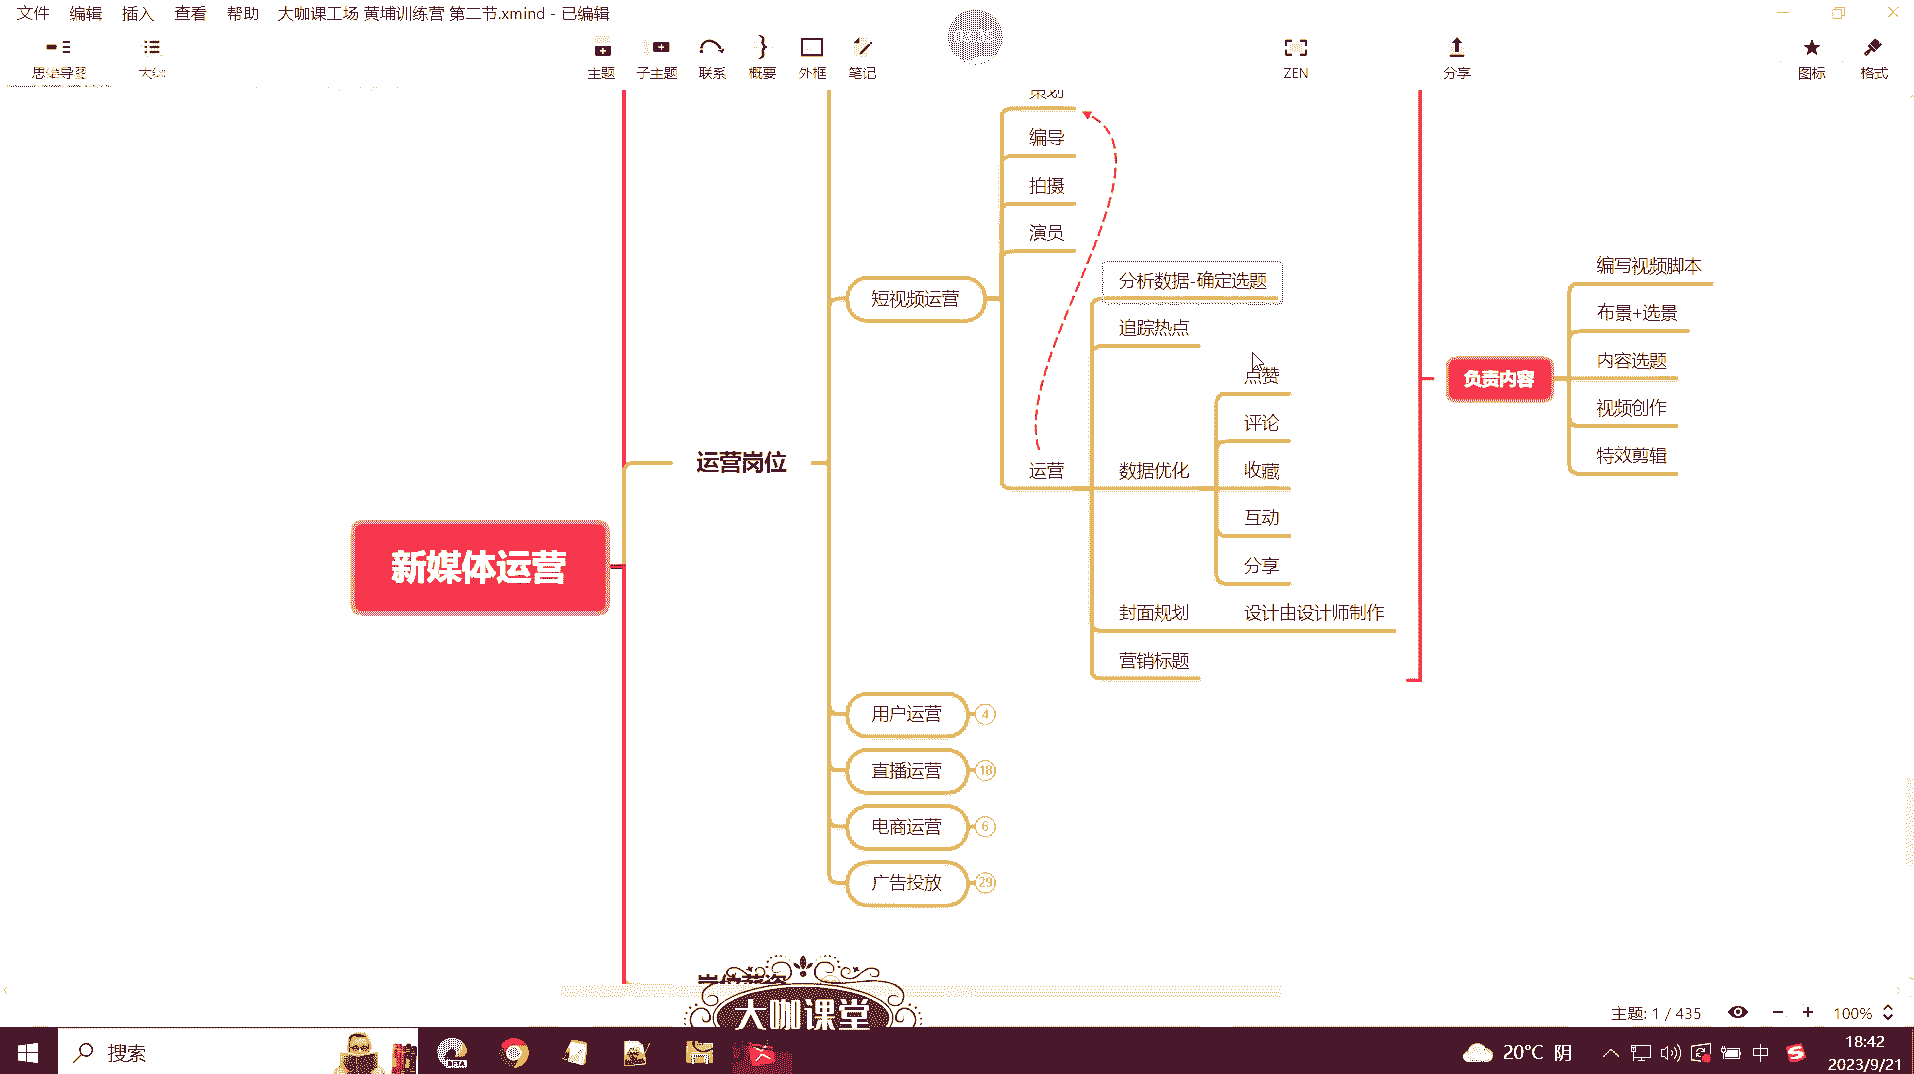 文件 编辑 插入 查看 帮助 大咖课工场 黄埔训练营 第二节.xmind - 已编辑
思维导图 大纲 主题 子主题 联系 概要 外框 笔记 ZEN 分享 图标 格式
策划
编导
拍摄
演员
短视频运营
分析数据-确定选题
追踪热点
点赞
评论
收藏
互动
分享
运营
数据优化
封面规划
设计由设计师制作
营销标题
负责内容
编写视频脚本
布景+选景
内容选题
视频创作
特效剪辑
运营岗位
新媒体运营
用户运营 4
直播运营 18
电商运营 6
广告投放 29
岗位薪资
大咖课堂
主题: 1 / 435
100%
搜索
BETA
20°C 阴
中
18:42
2023/9/21